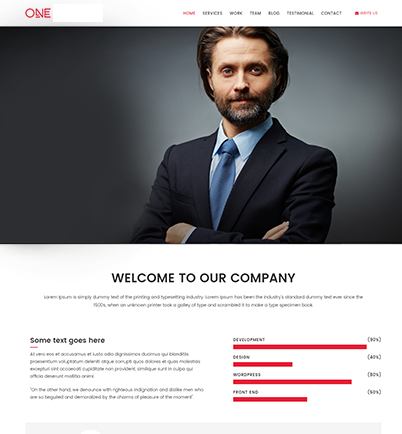 ONE
HOME SERVICES WORK TEAM BLOG TESTIMONIAL CONTACT WRITE US
WELCOME TO OUR COMPANY
Lorem Ipsum is simply dummy text of the printing and typesetting industry. Lorem Ipsum has been the industry's standard dummy text ever since the
1500s, when an unknown printer took a galley of type and scrambled it to make a type specimen book.
Some text goes here
At vero eos et accusamus et iusto odio dignissimos ducimus qui blanditiis
praesentium voluptatum deleniti atque corrupti quos dolores et quas molestias
excepturi sint occaecati cupiditate non provident, similique sunt in culpa qui
officia deserunt mollitia animi.
"On the other hand, we denounce with righteous indignation and dislike men who
are so beguiled and demoralized by the charms of pleasure of the moment".
DEVELOPMENT (90%)
DESIGN (40%)
WORDPRESS (80%)
FRONT END (50%)